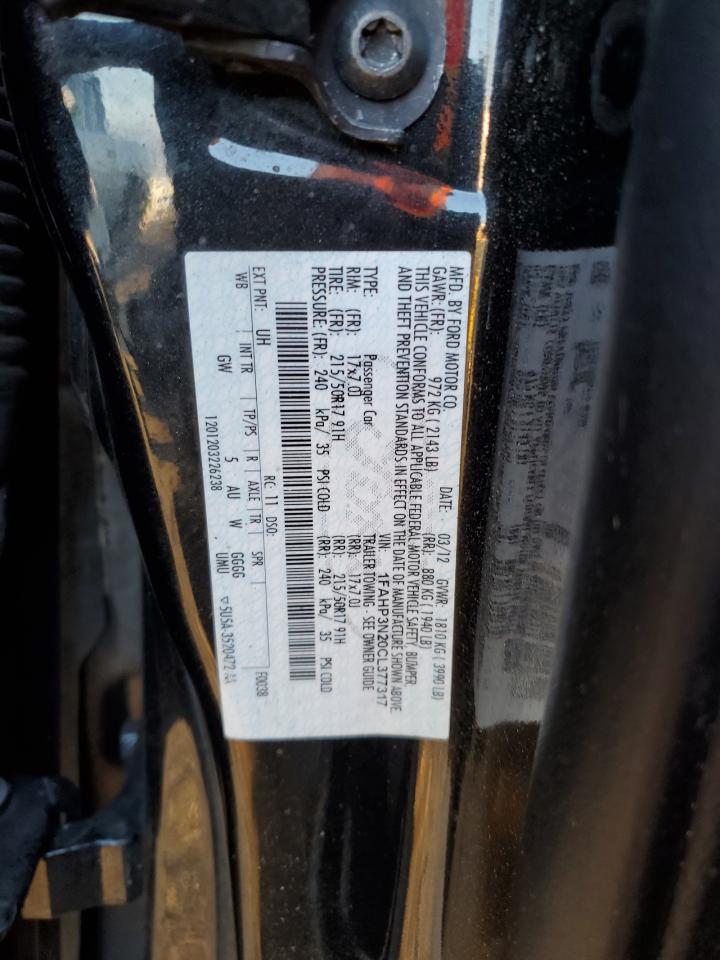 MFD. BY FORD MOTOR CO. DATE: 03/12 GVWR: 1810 KG ( 3990 LB)
GAWR: (FR): 972 KG ( 2143 LB) (RR): 880 KG ( 1940 LB)
THIS VEHICLE CONFORMS TO ALL APPLICABLE FEDERAL MOTOR VEHICLE SAFETY, BUMPER
AND THEFT PREVENTION STANDARDS IN EFFECT ON THE DATE OF MANUFACTURE SHOWN ABOVE.
VIN: 1FAHP3N20CL377317
TYPE: Passenger Car TRAILER TOWING - SEE OWNER GUIDE
RIM: (FR): 17x7.0J (RR): 17x7.0J
TIRE: (FR): 215/50R17 91H (RR): 215/50R17 91H
PRESSURE: (FR): 240 kPa/ 35 PSI COLD (RR): 240 kPa/ 35 PSI COLD
F0038
EXT PNT: UH RC: 11 DSO:
WB INT TR TP/PS R AXLE TR SPR
GW 5 AU W GGGG
1201203226238 UMU ▽5USA-3520472-AA